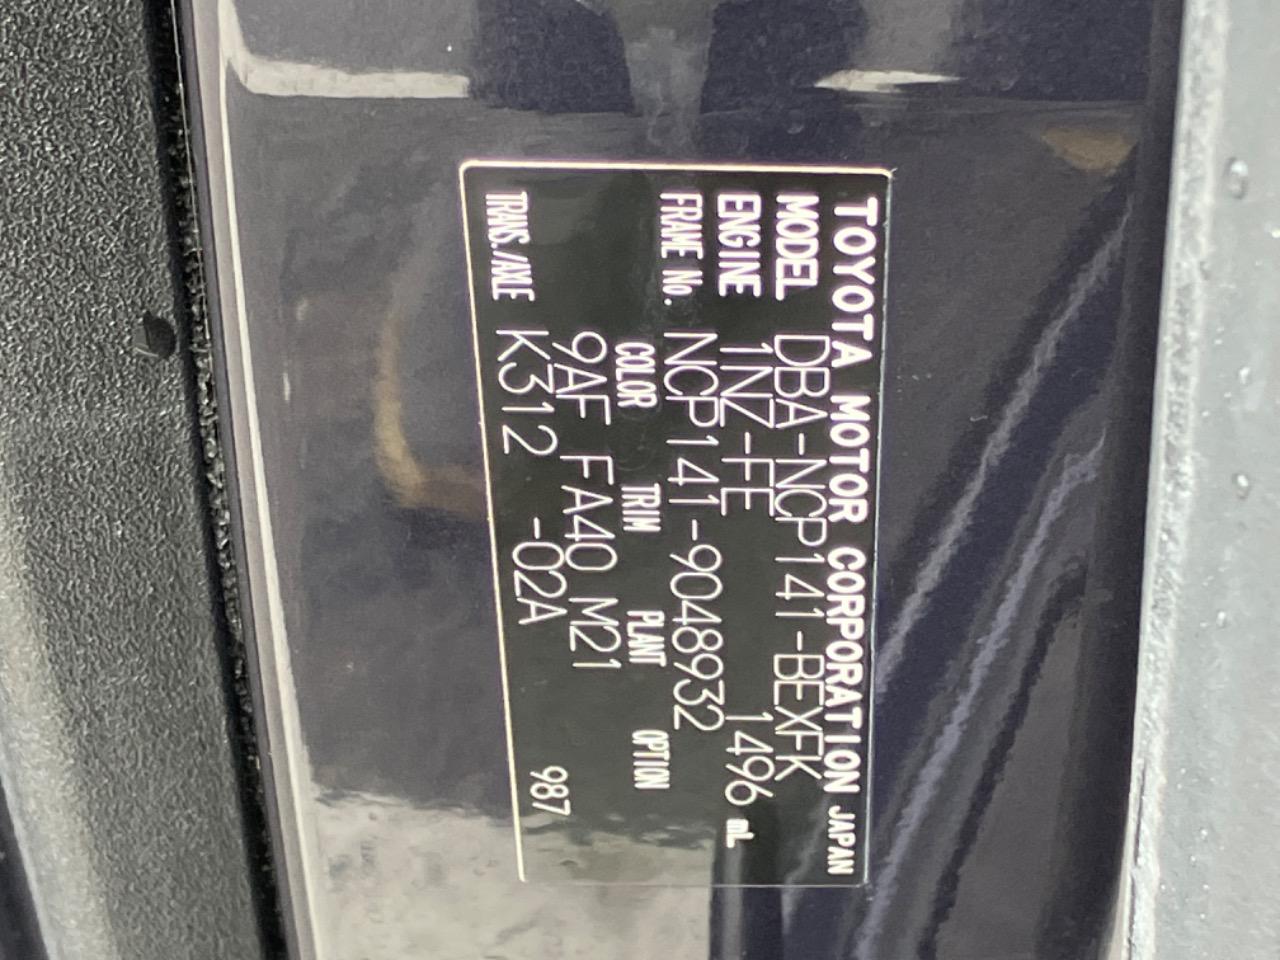 TOYOTA MOTOR CORPORATION JAPAN
MODEL DBA-NCP141-BEXFK
ENGINE 1NZ-FE 1496 mL
FRAME No. NCP141-9048932
COLOR TRIM PLANT OPTION
9AF FA40 M21
TRANS./AXLE K312 -02A 987